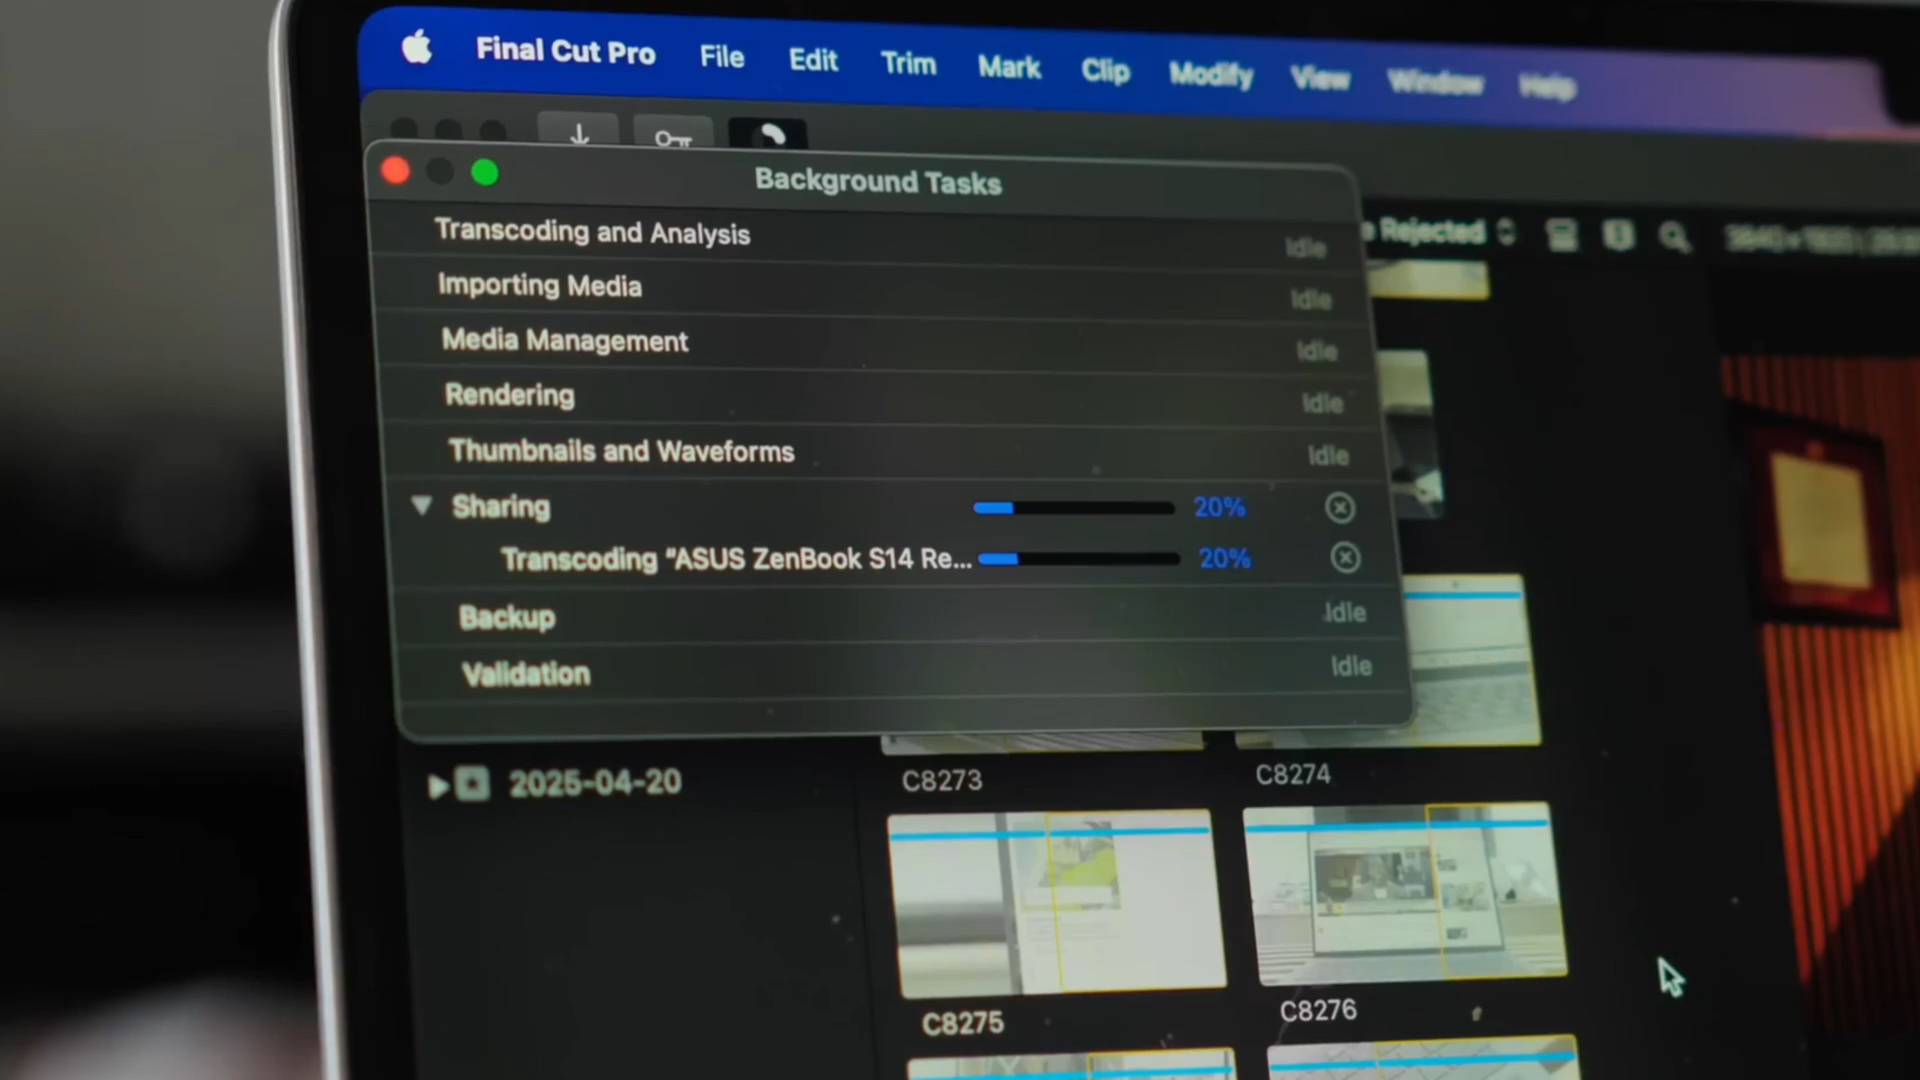 Final Cut Pro File Edit Trim Mark Clip Modify View Window Help
Background Tasks
Rejected
Transcoding and Analysis Idle
Importing Media Idle
Media Management Idle
Rendering Idle
Thumbnails and Waveforms Idle
Sharing 20%
Transcoding “ASUS ZenBook S14 Re... 20%
Backup Idle
Validation Idle
2025-04-20
C8273
C8274
C8275
C8276